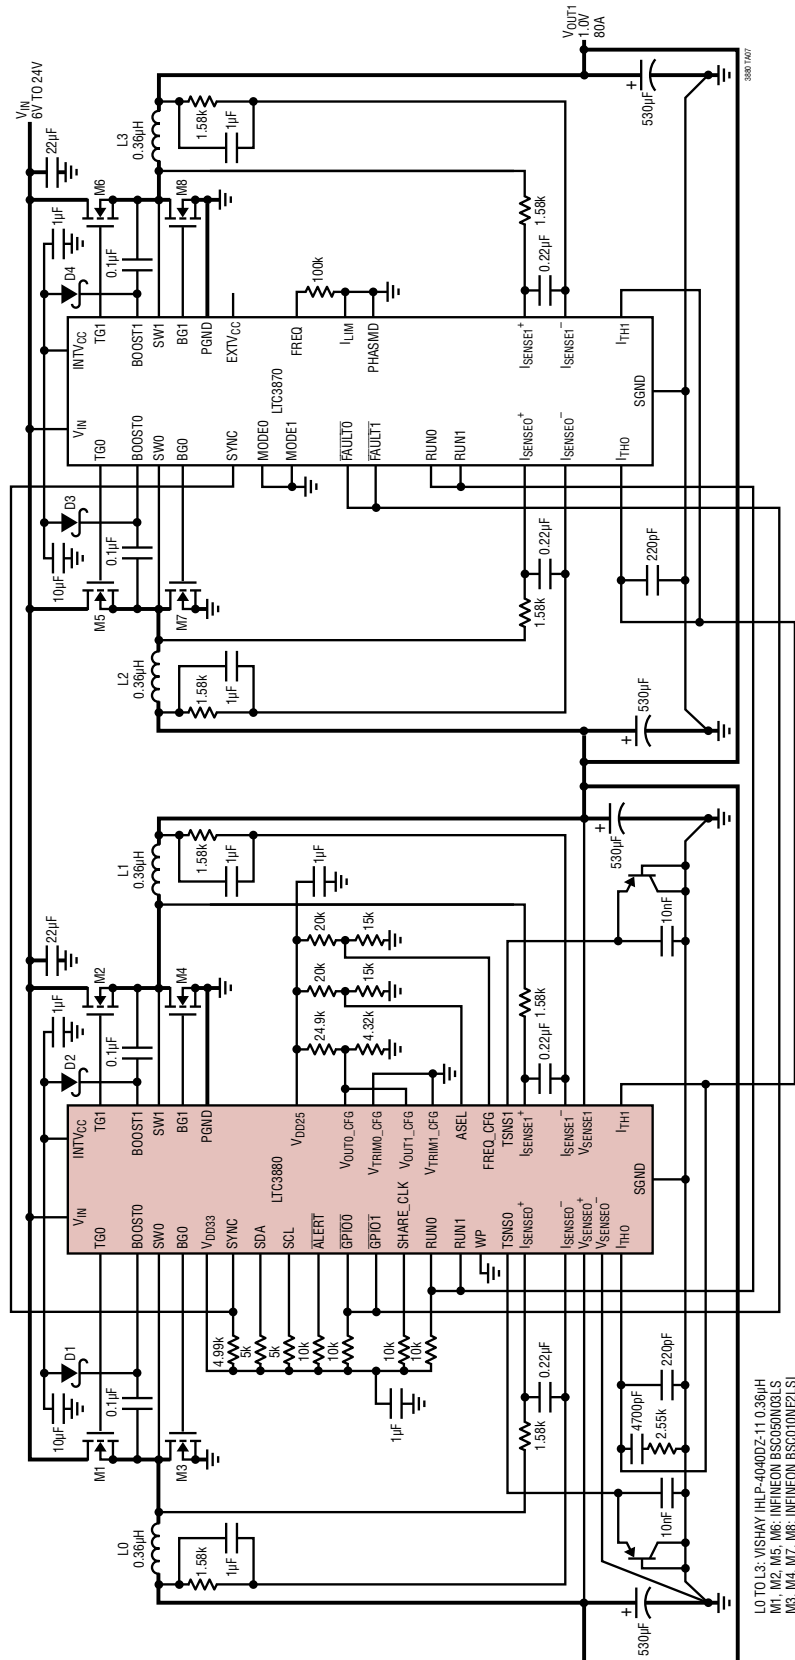 VIN
6V TO 24V
22µF
1µF
D4
0.1µF
M6
M8
L3
0.36µH
1.58k
1µF
VOUT1
1.0V
80A
530µF
+
3880 TA07
VIN
INTVCC
TG0
TG1
BOOST0
BOOST1
SW0
SW1
BG0
BG1
PGND
SYNC
EXTVCC
MODE0
MODE1
LTC3870
FREQ
100k
ILIM
PHASMD
FAULT0
FAULT1
RUN0
RUN1
ISENSE0+
ISENSE0−
ISENSE1+
ISENSE1−
ITH0
ITH1
SGND
1.58k
0.22µF
10µF
D3
0.1µF
M5
M7
L2
0.36µH
1.58k
1µF
0.22µF
1.58k
220pF
530µF
+
22µF
1µF
D2
0.1µF
M2
M4
L1
0.36µH
1.58k
1µF
1µF
20k
15k
20k
15k
24.9k
4.32k
1.58k
0.22µF
10nF
530µF
+
VIN
INTVCC
TG0
TG1
BOOST0
BOOST1
SW0
SW1
BG0
BG1
PGND
VDD33
SYNC
SDA
SCL
ALERT
GPIO0
GPIO1
SHARE_CLK
RUN0
RUN1
WP
TSNS0
ISENSE0+
ISENSE0−
VSENSE0+
VSENSE0−
ITH0
LTC3880
VDD25
VOUT0_CFG
VTRIM0_CFG
VOUT1_CFG
VTRIM1_CFG
ASEL
FREQ_CFG
TSNS1
ISENSE1+
ISENSE1−
VSENSE1
ITH1
SGND
10µF
D1
0.1µF
M1
M3
L0
0.36µH
1.58k
1µF
4.99k
5k
5k
10k
10k
10k
10k
1µF
0.22µF
1.58k
220pF
4700pF
2.55k
10nF
530µF
+
L0 TO L3: VISHAY IHLP-4040DZ-11 0.36µH
M1, M2, M5, M6: INFINEON BSC050N03LS
M3, M4, M7, M8: INFINEON BSC010NE2LSI